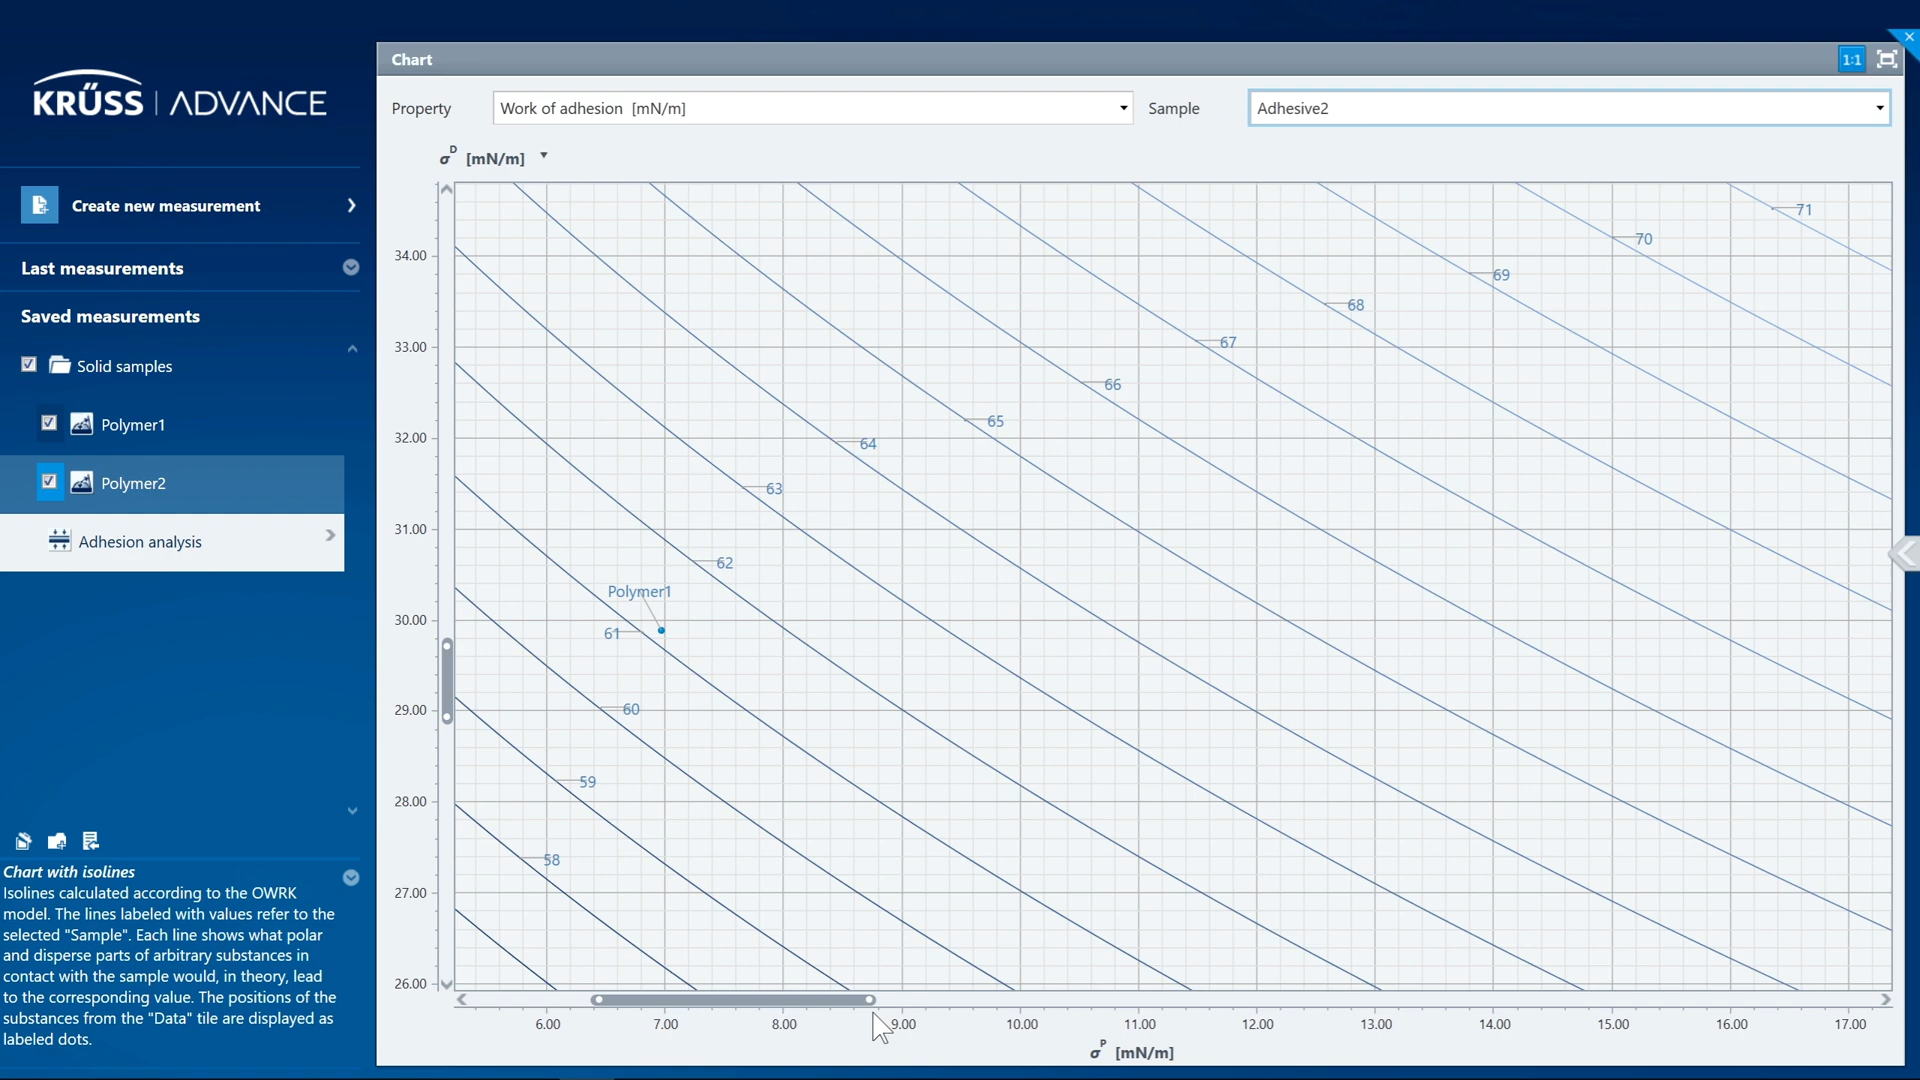 KRÜSS | ADVANCE
Create new measurement
Last measurements
Saved measurements
Solid samples
Polymer1
Polymer2
Adhesion analysis
Chart with isolines
Isolines calculated according to the OWRK
model. The lines labeled with values refer to the
selected "Sample". Each line shows what polar
and disperse parts of arbitrary substances in
contact with the sample would, in theory, lead
to the corresponding value. The positions of the
substances from the "Data" tile are displayed as
labeled dots.
Chart
1:1
Property
Work of adhesion [mN/m]
Sample
Adhesive2
σ^D [mN/m]
34.00
33.00
32.00
31.00
30.00
29.00
28.00
27.00
26.00
71
70
69
68
67
66
65
64
63
62
Polymer1
61
60
59
58
6.00
7.00
8.00
9.00
10.00
11.00
12.00
13.00
14.00
15.00
16.00
17.00
σ^P [mN/m]